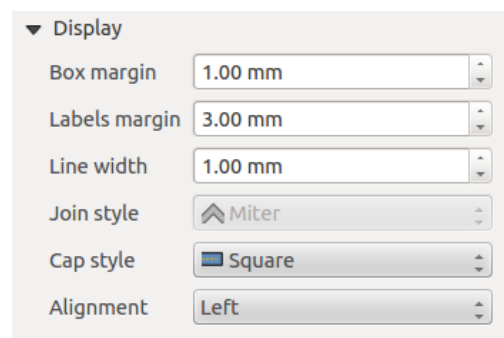 Display
Box margin 1.00 mm
Labels margin 3.00 mm
Line width 1.00 mm
Join style Miter
Cap style Square
Alignment Left